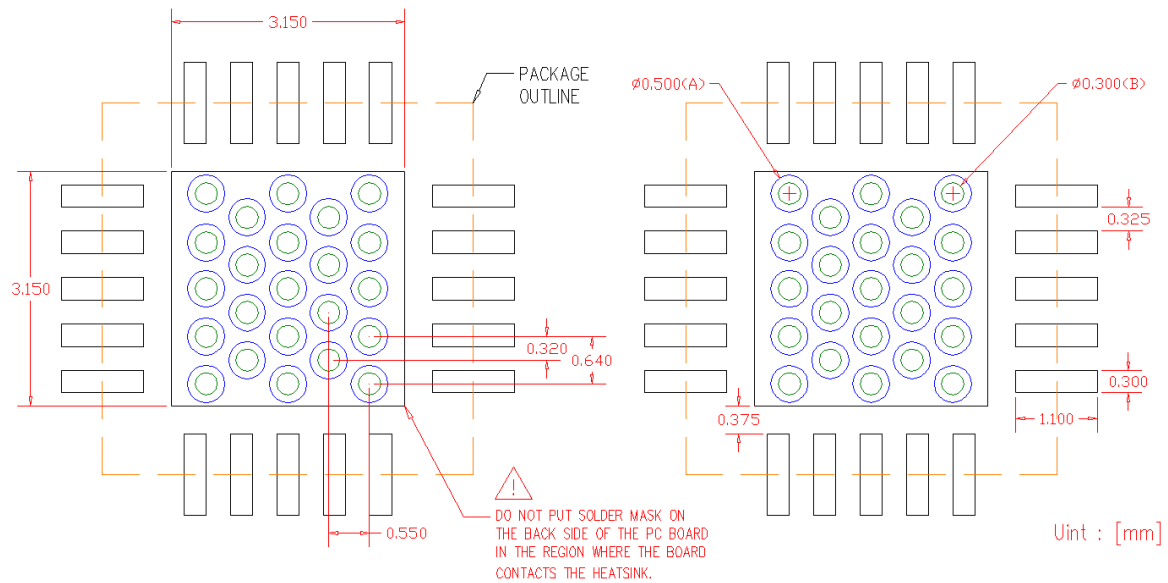 3.150
PACKAGE
OUTLINE
3.150
0.320
0.640
0.550
DO NOT PUT SOLDER MASK ON
THE BACK SIDE OF THE PC BOARD
IN THE REGION WHERE THE BOARD
CONTACTS THE HEATSINK.
!
ø0.500(A)
ø0.300(B)
0.325
0.300
0.375
1.100
Uint : [mm]